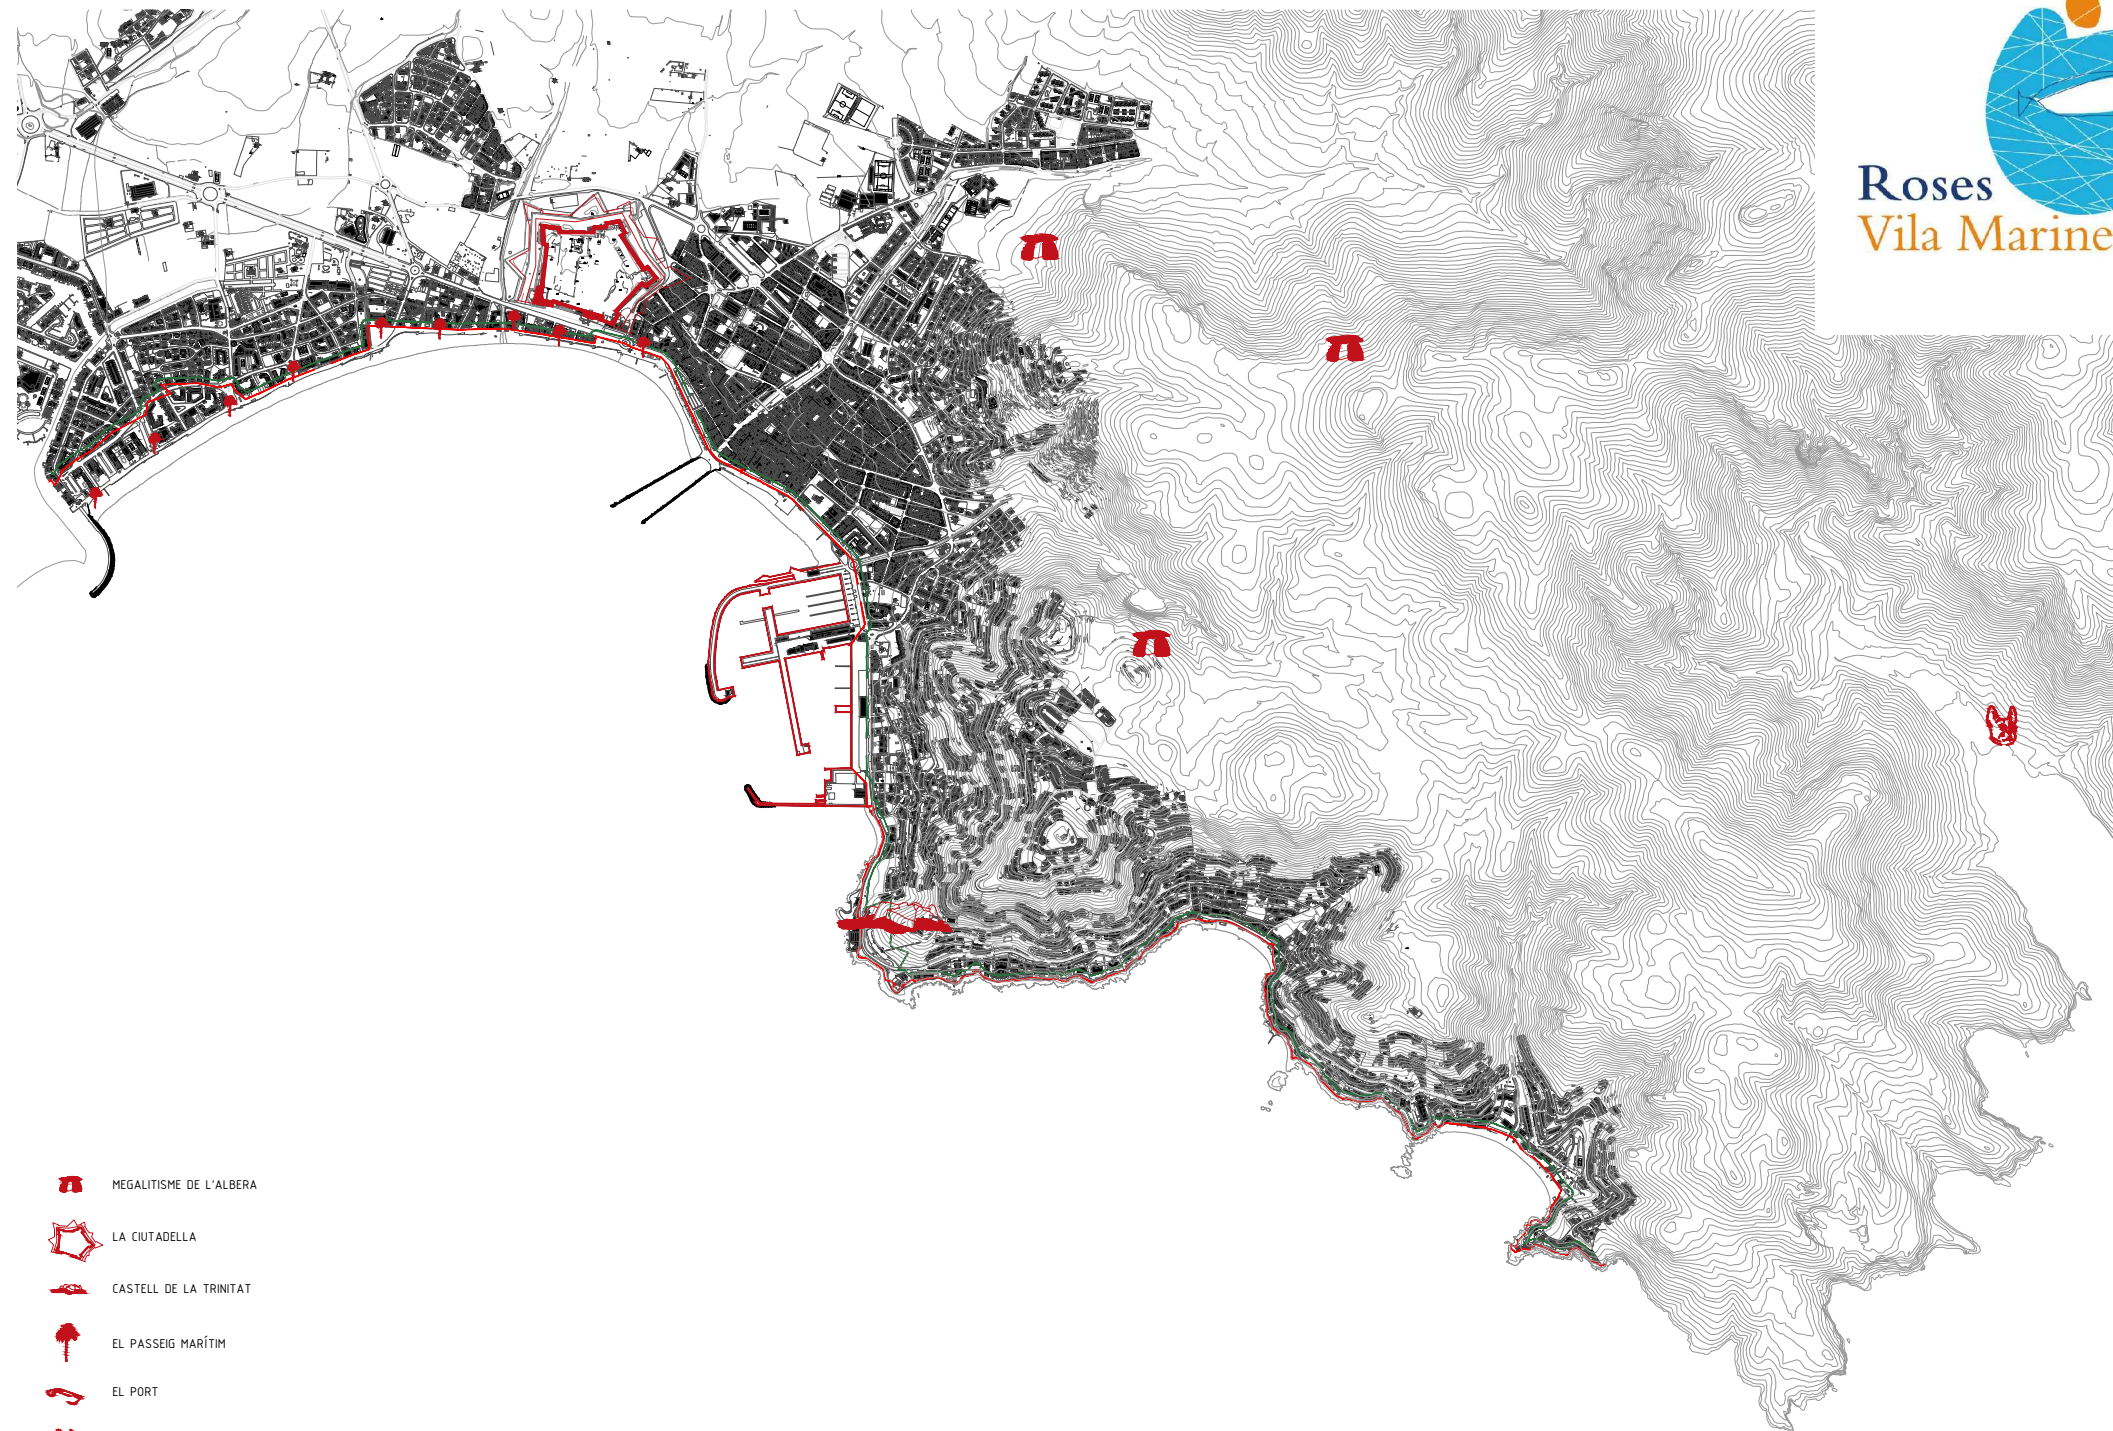 Roses
Vila Marine
MEGALITISME DE L'ALBERA
LA CIUTADELLA
CASTELL DE LA TRINITAT
EL PASSEIG MARÍTIM
EL PORT